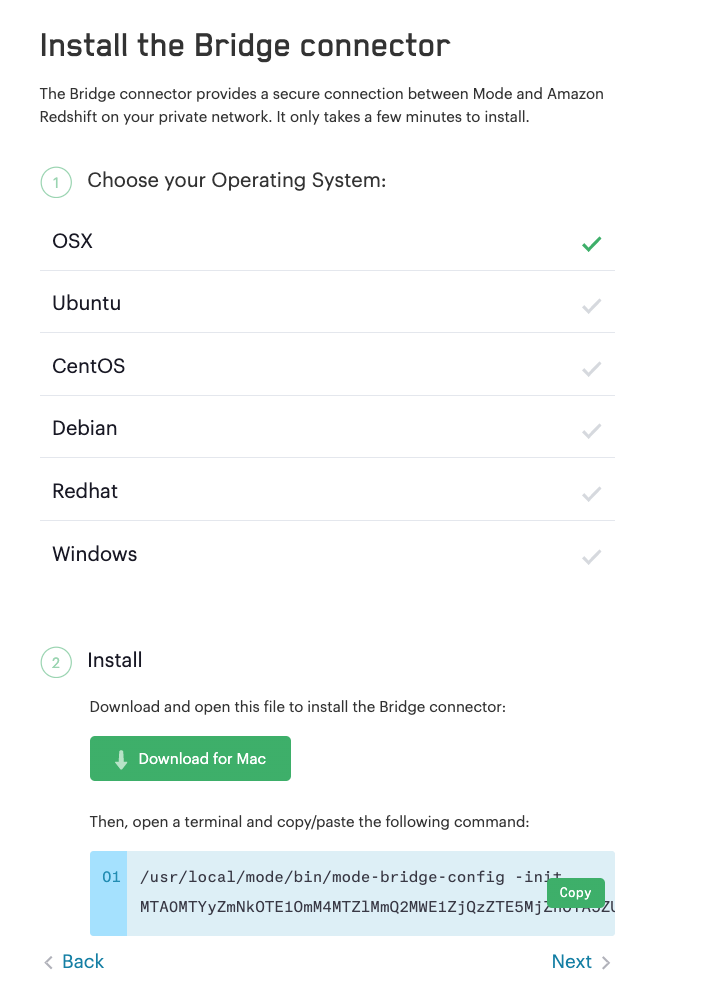 Install the Bridge connector
The Bridge connector provides a secure connection between Mode and Amazon
Redshift on your private network. It only takes a few minutes to install.
1 Choose your Operating System:
OSX
Ubuntu
CentOS
Debian
Redhat
Windows
2 Install
Download and open this file to install the Bridge connector:
Download for Mac
Then, open a terminal and copy/paste the following command:
01 /usr/local/mode/bin/mode-bridge-config -init
Copy
Back
Next